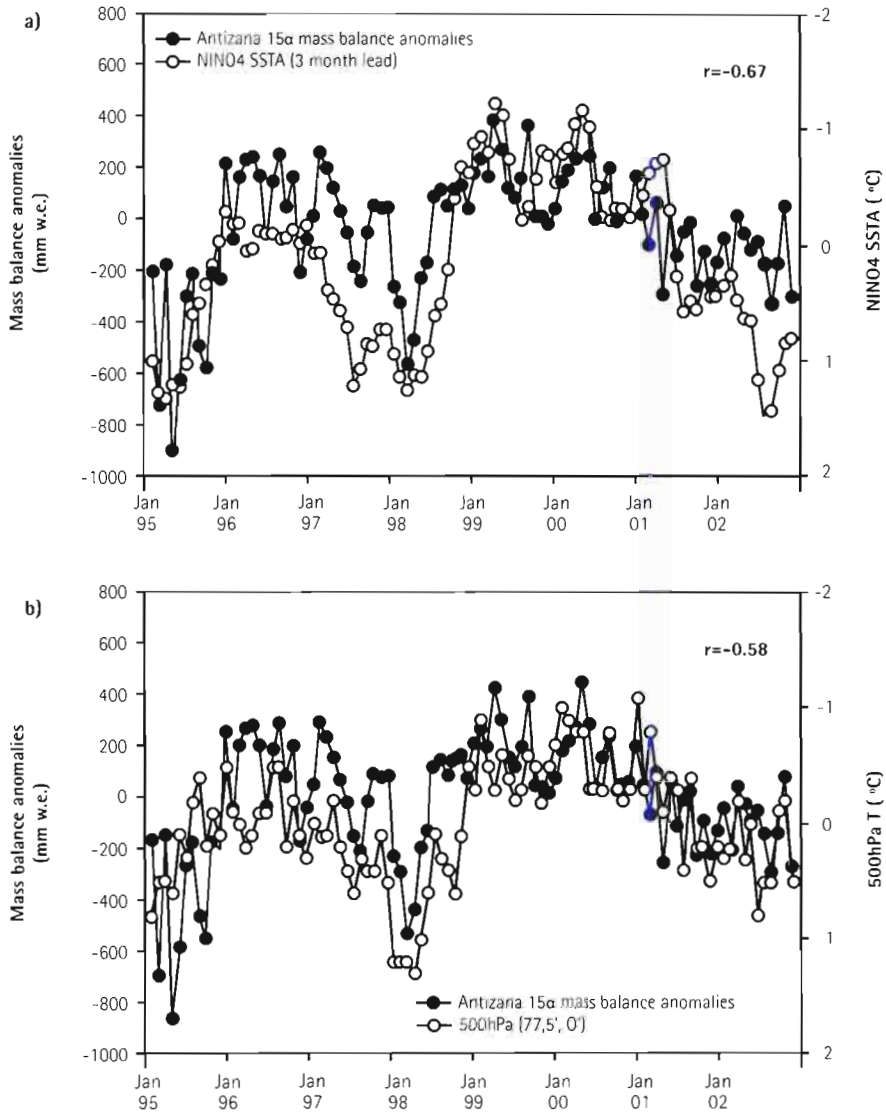 a)
Antizana 15α mass balance anomalies
NINO4 SSTA (3 month lead)
r=-0.67
Mass balance anomalies
(mm w.e.)
800
600
400
200
0
-200
-400
-600
-800
-1000
-2
-1
0
1
2
NINO4 SSTA ( °C)
Jan Jan Jan Jan Jan Jan Jan Jan
95 96 97 98 99 00 01 02
b)
r=-0.58
Mass balance anomalies
(mm w.e.)
800
600
400
200
0
-200
-400
-600
-800
-1000
-2
-1
0
1
2
500hPa T ( °C)
Antizana 15α mass balance anomalies
500hPa (77,5', 0°)
Jan Jan Jan Jan Jan Jan Jan Jan
95 96 97 98 99 00 01 02